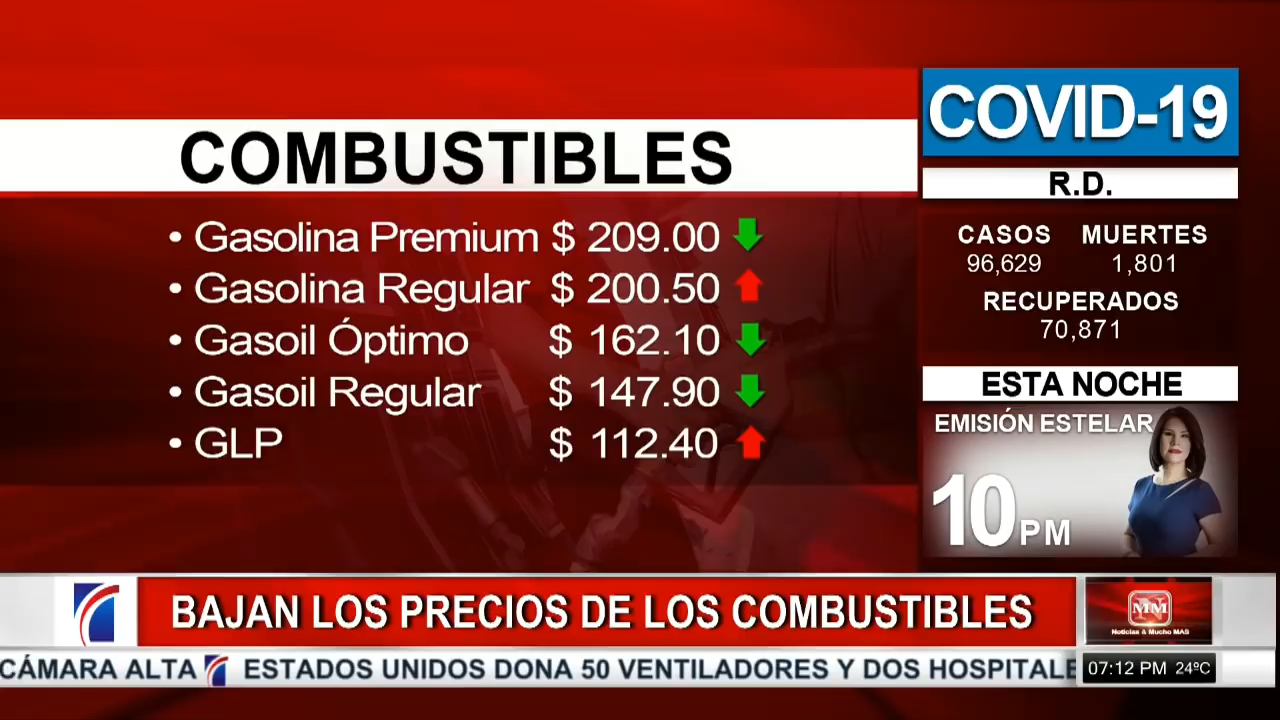 COMBUSTIBLES
• Gasolina Premium $ 209.00
• Gasolina Regular $ 200.50
• Gasoil Óptimo $ 162.10
• Gasoil Regular $ 147.90
• GLP $ 112.40
COVID-19
R.D.
CASOS MUERTES
96,629 1,801
RECUPERADOS
70,871
ESTA NOCHE
EMISIÓN ESTELAR
10 PM
BAJAN LOS PRECIOS DE LOS COMBUSTIBLES
MM
Noticias & Mucho MAS
CÁMARA ALTA ESTADOS UNIDOS DONA 50 VENTILADORES Y DOS HOSPITALE
07:12 PM 24ºC